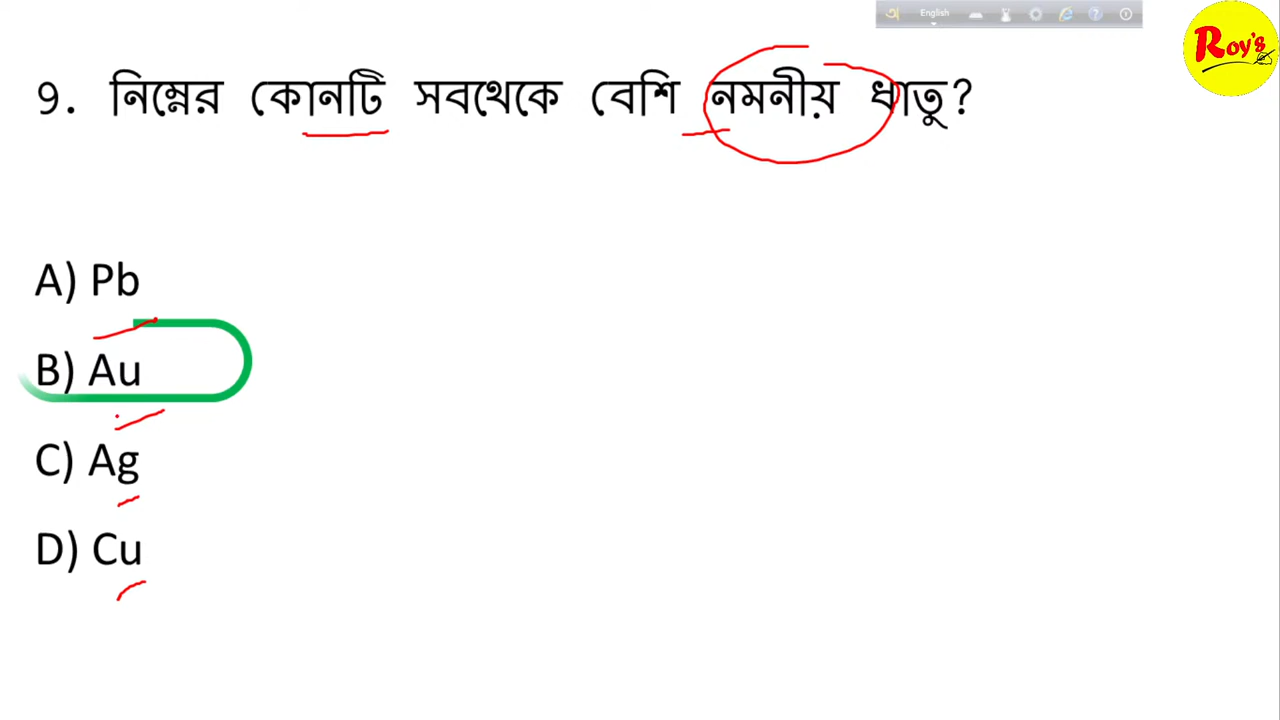 English
Roy's
9. নিম্নের কোনটি সবথেকে বেশি নমনীয় ধাতু?
A) Pb
B) Au
C) Ag
D) Cu